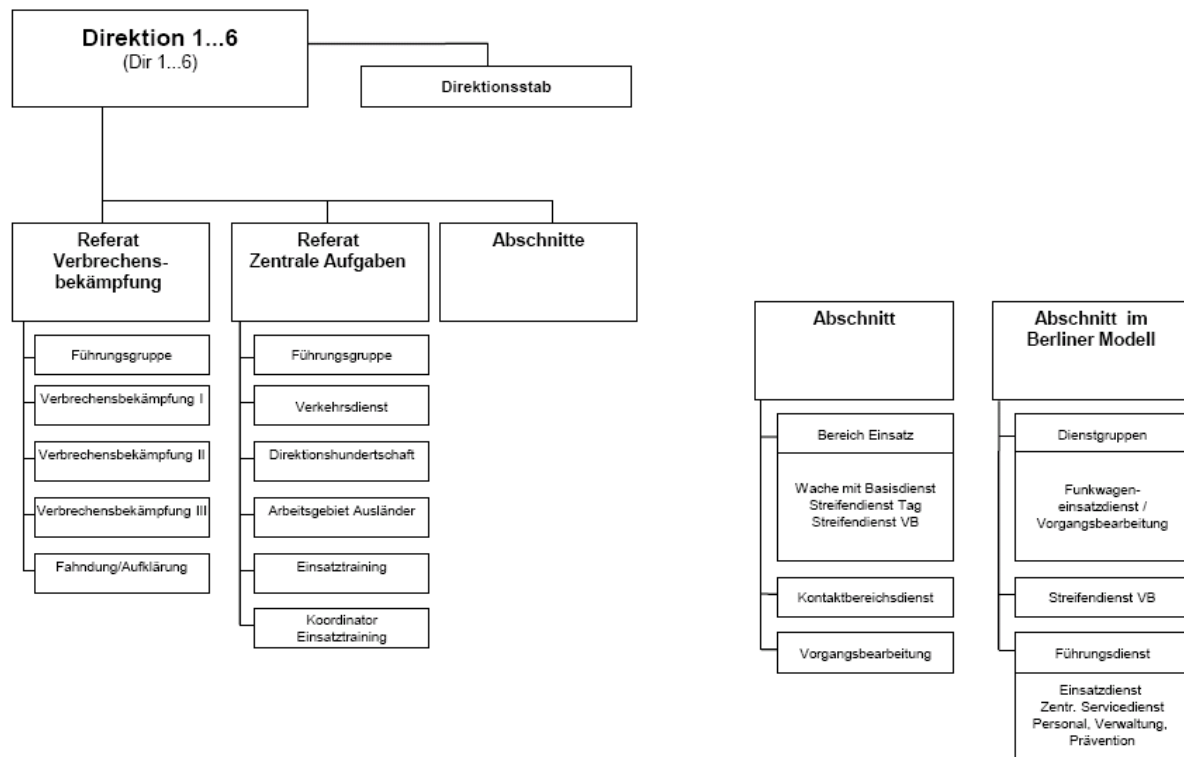 Direktion 1...6
(Dir 1...6)
Direktionsstab
Referat
Verbrechens-
bekämpfung
Führungsgruppe
Verbrechensbekämpfung I
Verbrechensbekämpfung II
Verbrechensbekämpfung III
Fahndung/Aufklärung
Referat
Zentrale Aufgaben
Führungsgruppe
Verkehrsdienst
Direktionshundertschaft
Arbeitsgebiet Ausländer
Einsatztraining
Koordinator
Einsatztraining
Abschnitte
Abschnitt
Bereich Einsatz
Wache mit Basisdienst
Streifendienst Tag
Streifendienst VB
Kontaktbereichsdienst
Vorgangsbearbeitung
Abschnitt im
Berliner Modell
Dienstgruppen
Funkwagen-
einsatzdienst /
Vorgangsbearbeitung
Streifendienst VB
Führungsdienst
Einsatzdienst
Zentr. Servicedienst
Personal, Verwaltung,
Prävention